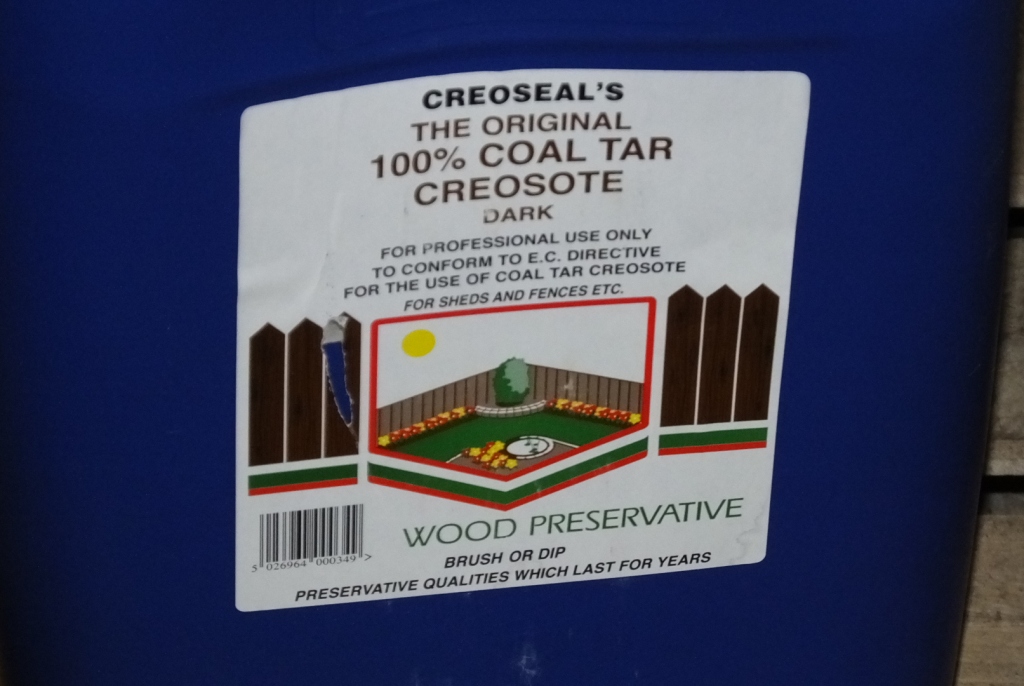 CREOSEAL'S
THE ORIGINAL
100% COAL TAR
CREOSOTE
DARK
FOR PROFESSIONAL USE ONLY
TO CONFORM TO E.C. DIRECTIVE
FOR THE USE OF COAL TAR CREOSOTE
FOR SHEDS AND FENCES ETC.
WOOD PRESERVATIVE
5 026964 000349 >
BRUSH OR DIP
PRESERVATIVE QUALITIES WHICH LAST FOR YEARS